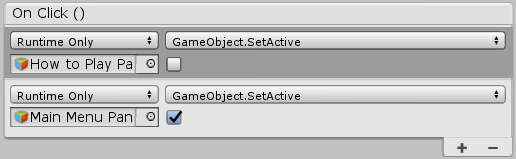 On Click ()
Runtime Only GameObject.SetActive
How to Play Pa
Runtime Only GameObject.SetActive
Main Menu Pan